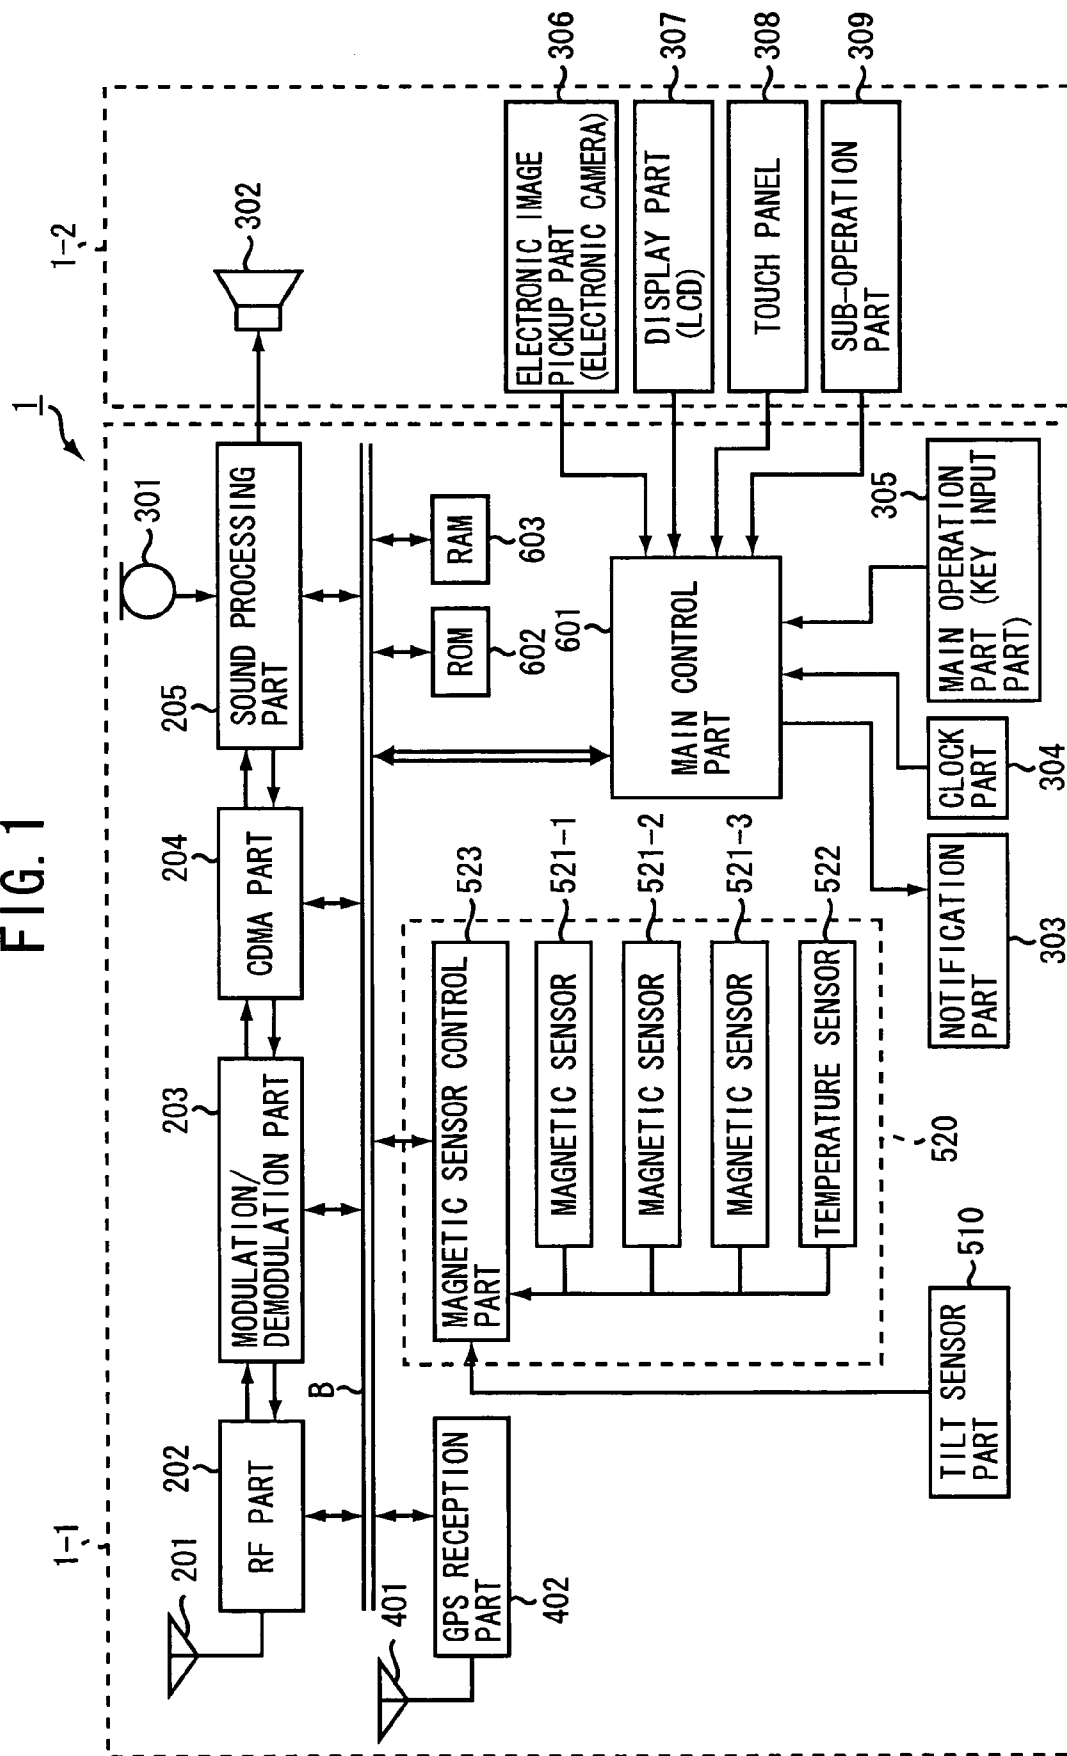 FIG. 1
1
1-1
1-2
201
202
RF PART
203
MODULATION/
DEMODULATION PART
204
CDMA PART
205
SOUND PROCESSING
PART
301
302
B
401
GPS RECEPTION
PART
402
MAGNETIC SENSOR CONTROL
PART
523
MAGNETIC SENSOR
521-1
MAGNETIC SENSOR
521-2
MAGNETIC SENSOR
521-3
TEMPERATURE SENSOR
522
520
TILT SENSOR
PART
510
ROM
602
RAM
603
601
MAIN CONTROL
PART
NOTIFICATION
PART
303
CLOCK
PART
304
305
MAIN OPERATION
PART (KEY INPUT
PART)
ELECTRONIC IMAGE
PICKUP PART
(ELECTRONIC CAMERA)
306
DISPLAY PART
(LCD)
307
TOUCH PANEL
308
SUB-OPERATION
PART
309